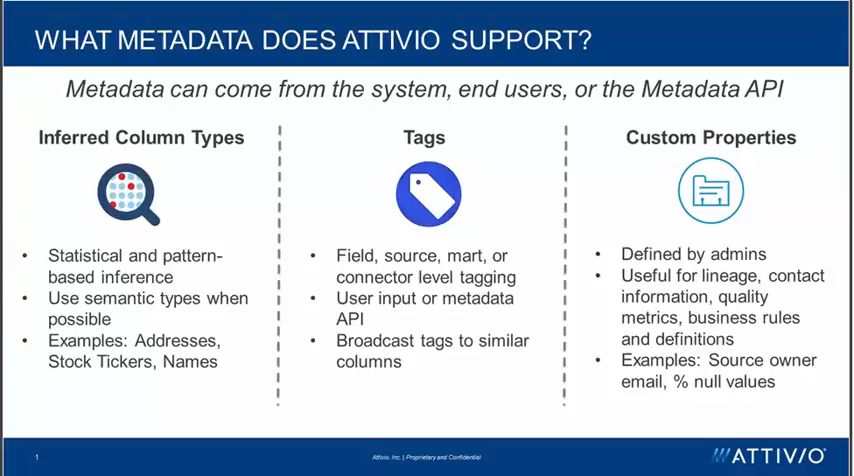 WHAT METADATA DOES ATTIVIO SUPPORT?
Metadata can come from the system, end users, or the Metadata API
Inferred Column Types
• Statistical and pattern-
based inference
• Use semantic types when
possible
• Examples: Addresses,
Stock Tickers, Names
Tags
• Field, source, mart, or
connector level tagging
• User input or metadata
API
• Broadcast tags to similar
columns
Custom Properties
• Defined by admins
• Useful for lineage, contact
information, quality
metrics, business rules
and definitions
• Examples: Source owner
email, % null values
1
Attivio. Inc. | Proprietary and Confidential
ATTIV/O